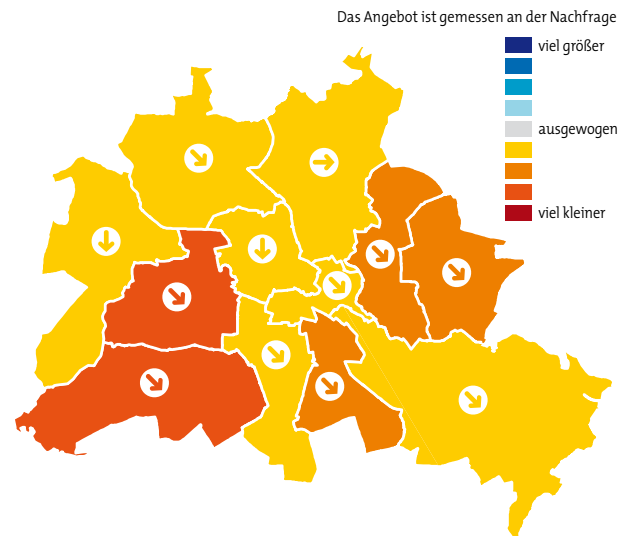 Das Angebot ist gemessen an der Nachfrage
viel größer
ausgewogen
viel kleiner